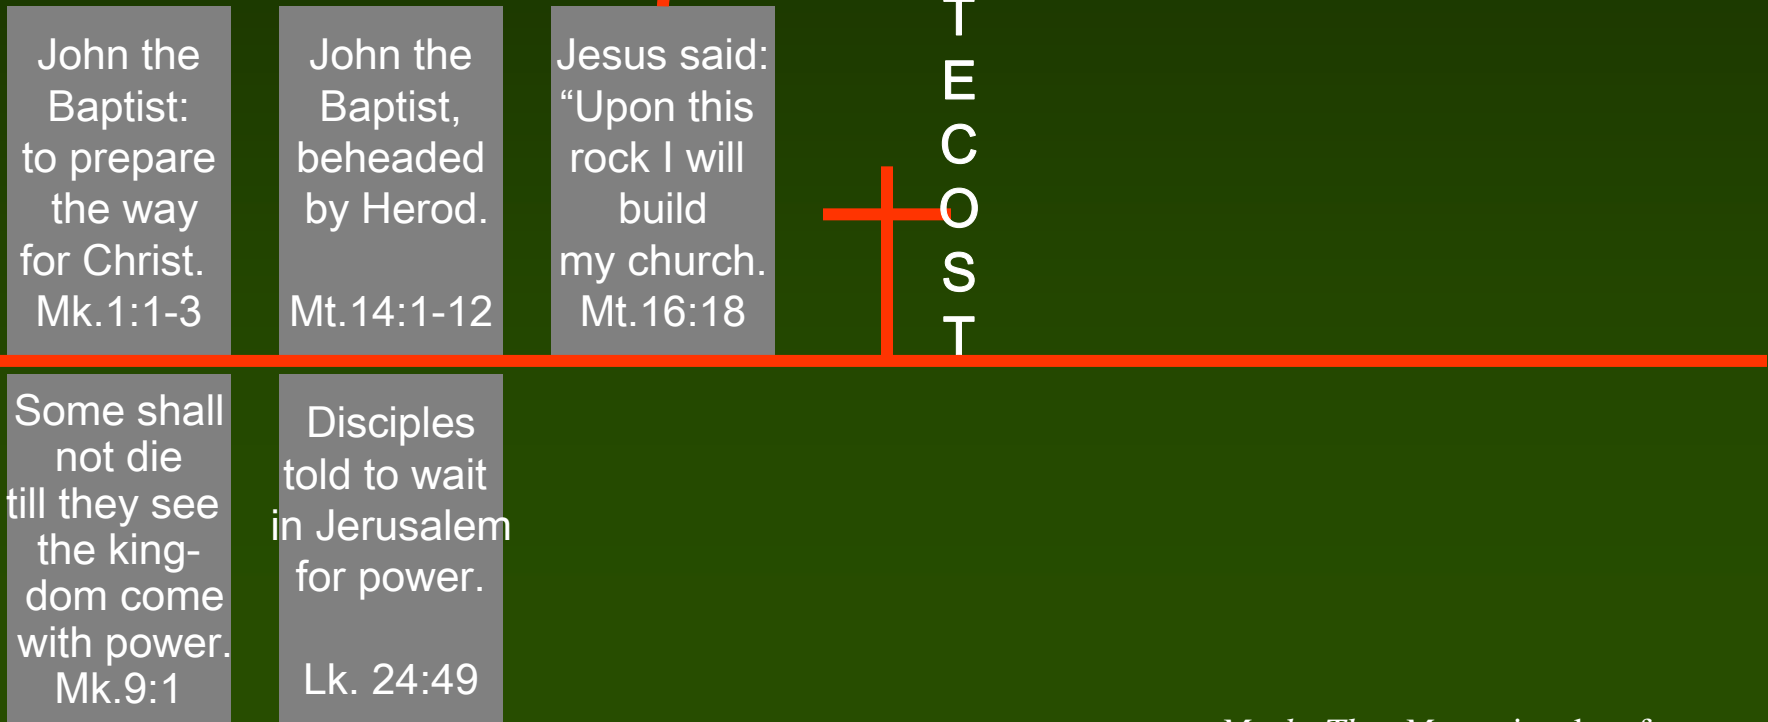 John the
Baptist:
to prepare
the way
for Christ.
Mk.1:1-3
John the
Baptist,
beheaded
by Herod.
Mt.14:1-12
Jesus said:
“Upon this
rock I will
build
my church.
Mt.16:18
T
E
C
O
S
T
Some shall
not die
till they see
the king-
dom come
with power.
Mk.9:1
Disciples
told to wait
in Jerusalem
for power.
Lk. 24:49